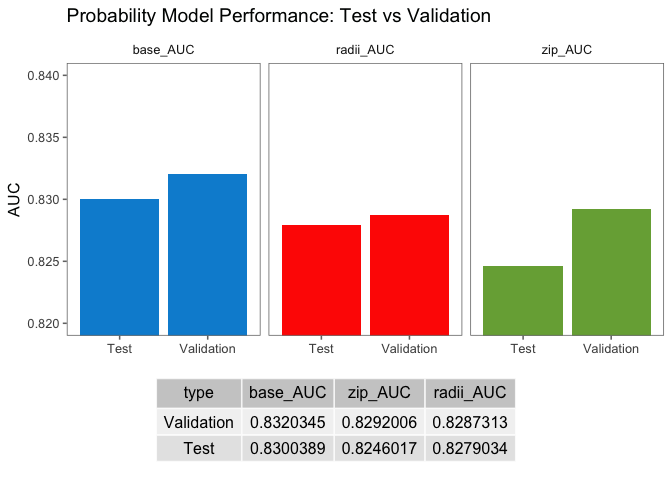 Probability Model Performance: Test vs Validation
base_AUC radii_AUC zip_AUC
0.840
0.835
0.830
0.825
0.820
AUC
Test Validation Test Validation Test Validation
type base_AUC zip_AUC radii_AUC
Validation 0.8320345 0.8292006 0.8287313
Test 0.8300389 0.8246017 0.8279034